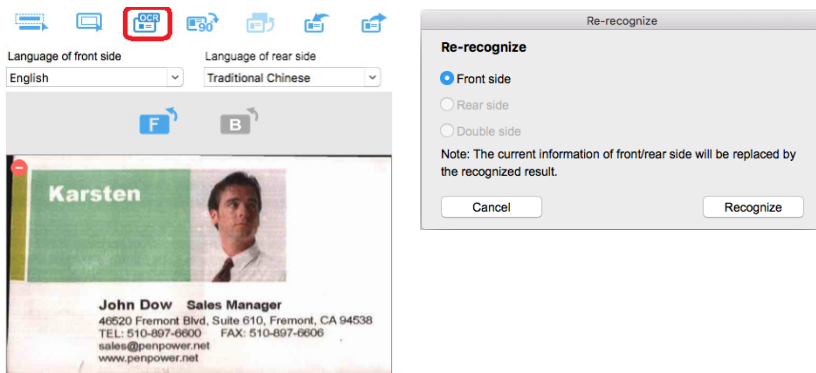 OCR
90°
Language of front side
Language of rear side
English
Traditional Chinese
F
B
Karsten
John Dow Sales Manager
46520 Fremont Blvd, Suite 610, Fremont, CA 94538
TEL: 510-897-6600 FAX: 510-897-6606
sales@penpower.net
www.penpower.net
Re-recognize
Re-recognize
Front side
Rear side
Double side
Note: The current information of front/rear side will be replaced by
the recognized result.
Cancel
Recognize